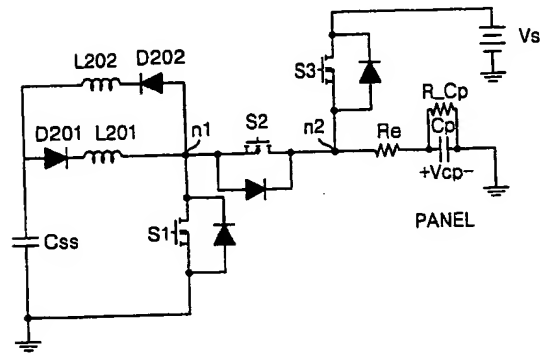 L202 D202
Vs
S3
R_Cp
D201 L201
n1
S2
n2
Re
Cp
+Vcp-
PANEL
S1
Css